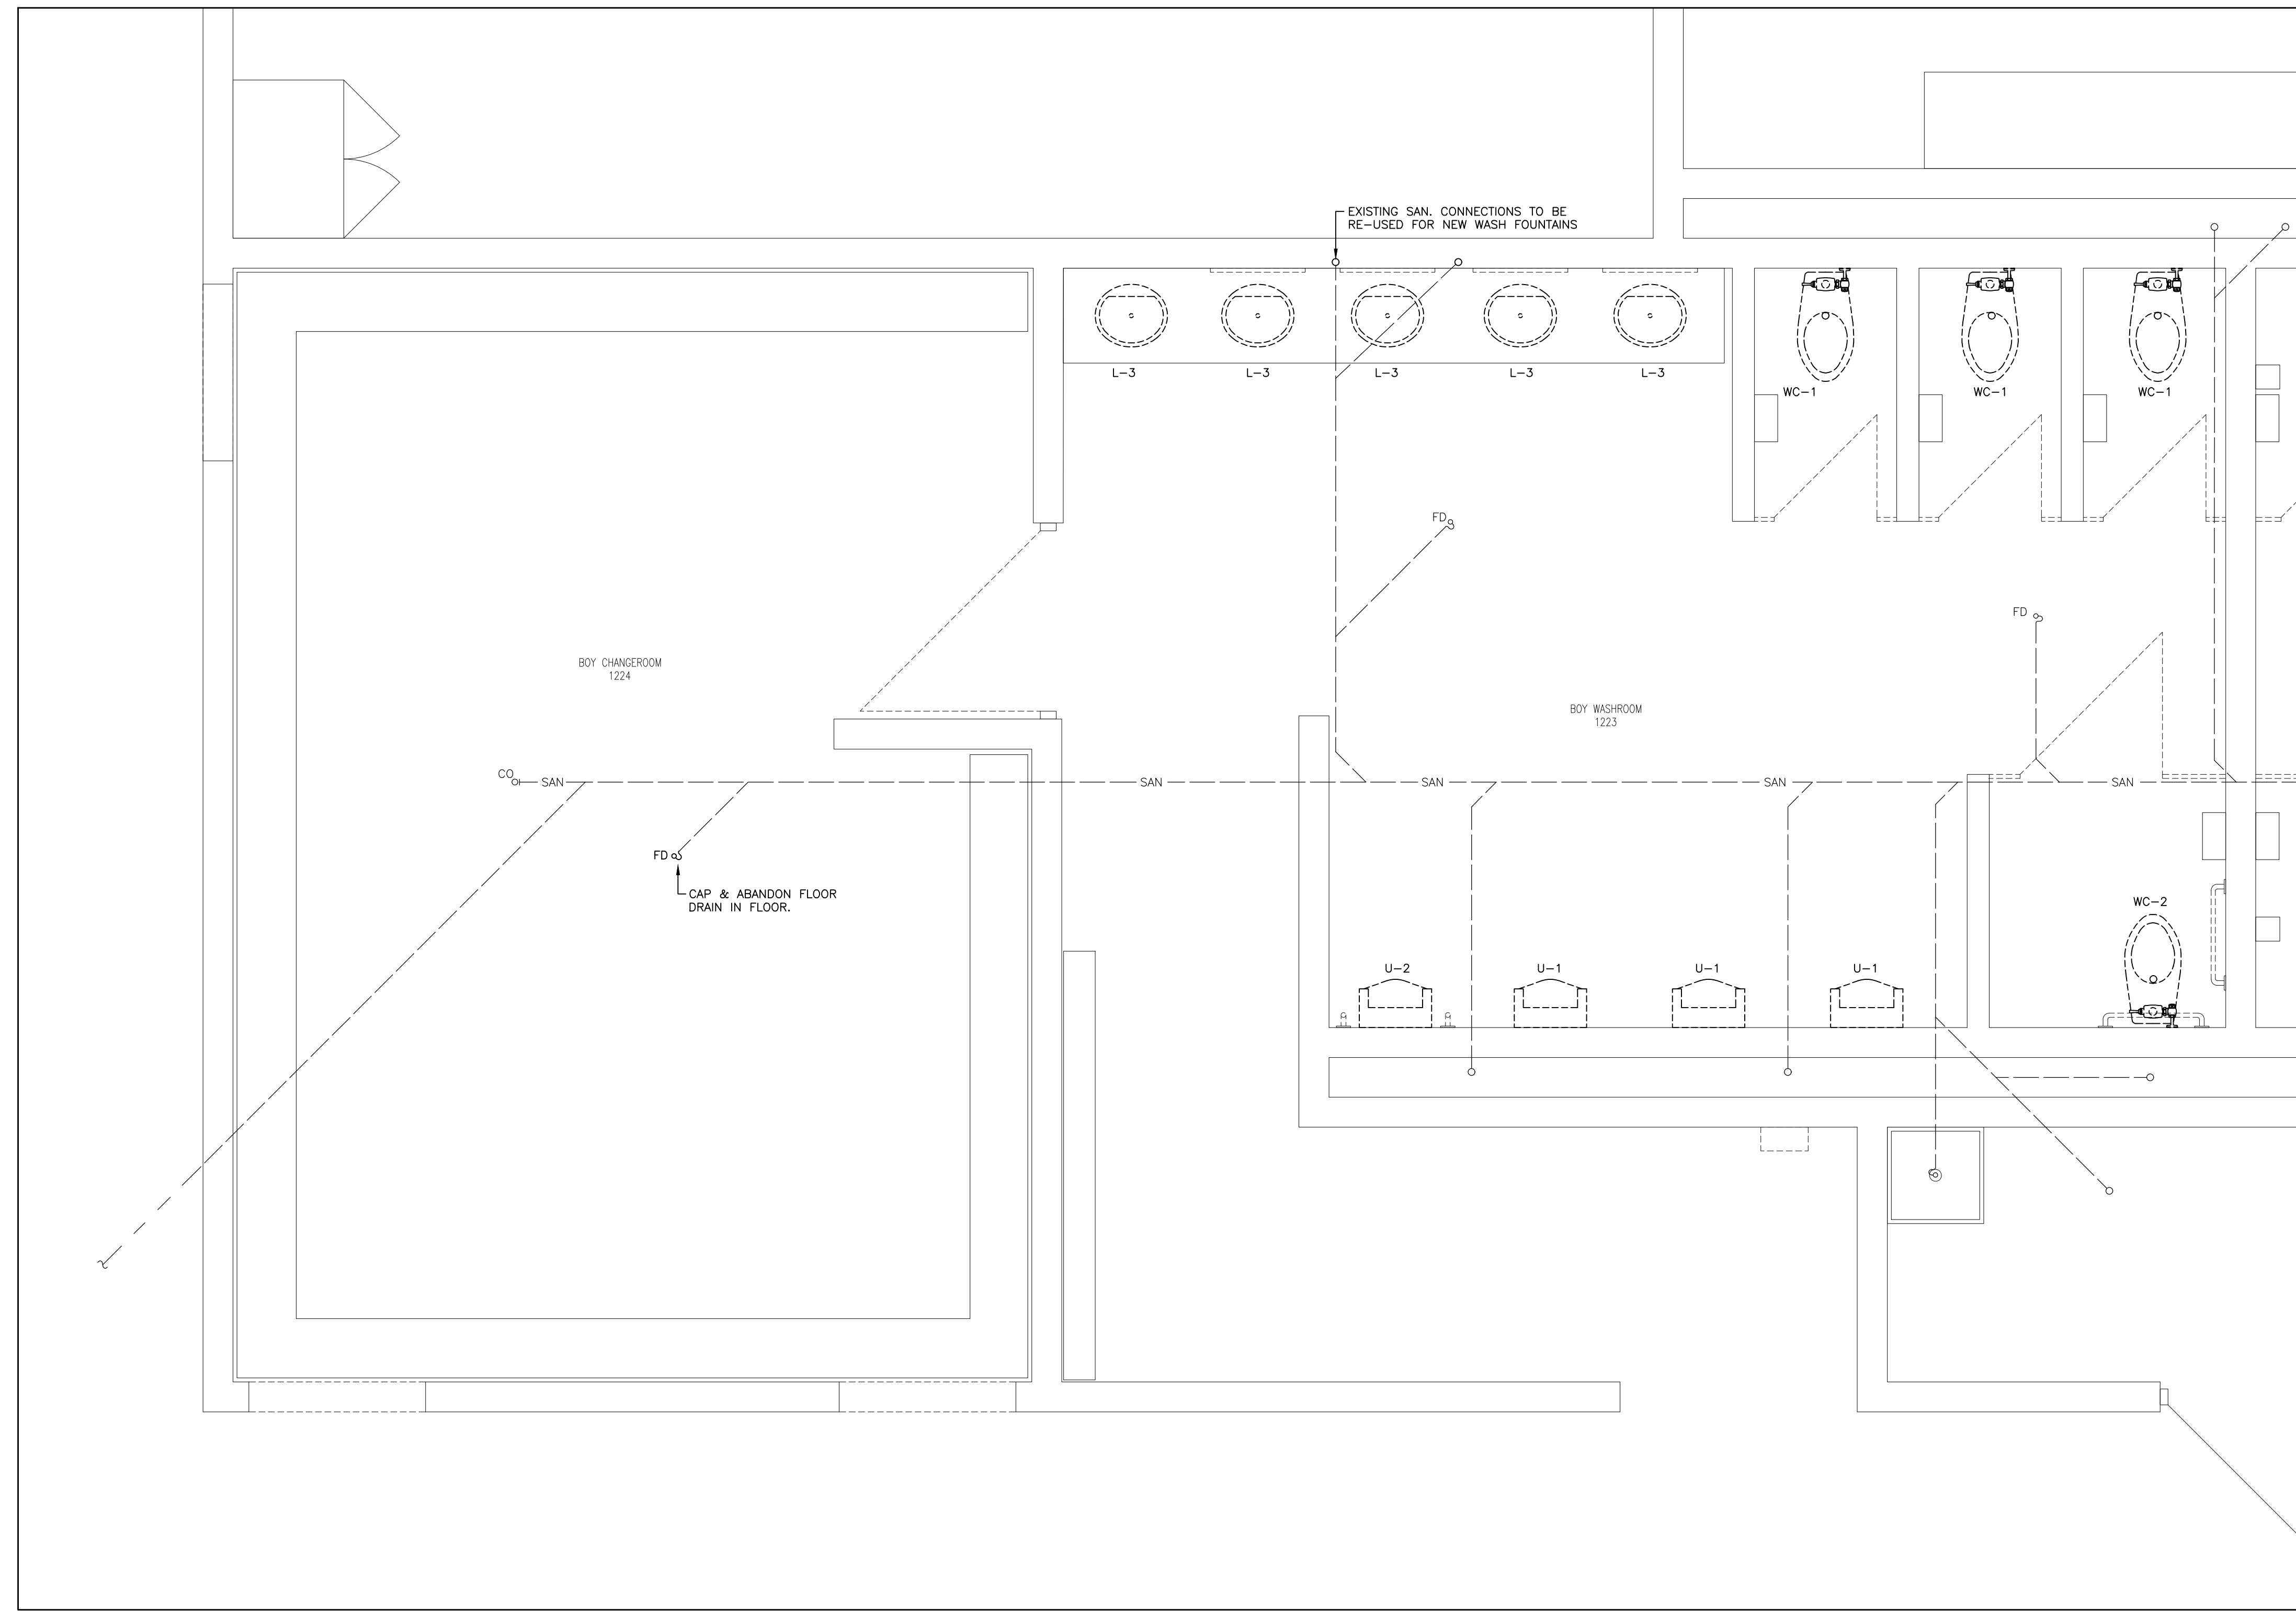 EXISTING SAN. CONNECTIONS TO BE
RE-USED FOR NEW WASH FOUNTAINS
L-3
L-3
L-3
L-3
L-3
WC-1
WC-1
WC-1
FD
FD
BOY CHANGEROOM
1224
BOY WASHROOM
1223
CO
SAN
SAN
SAN
SAN
SAN
FD
CAP & ABANDON FLOOR
DRAIN IN FLOOR.
WC-2
U-2
U-1
U-1
U-1